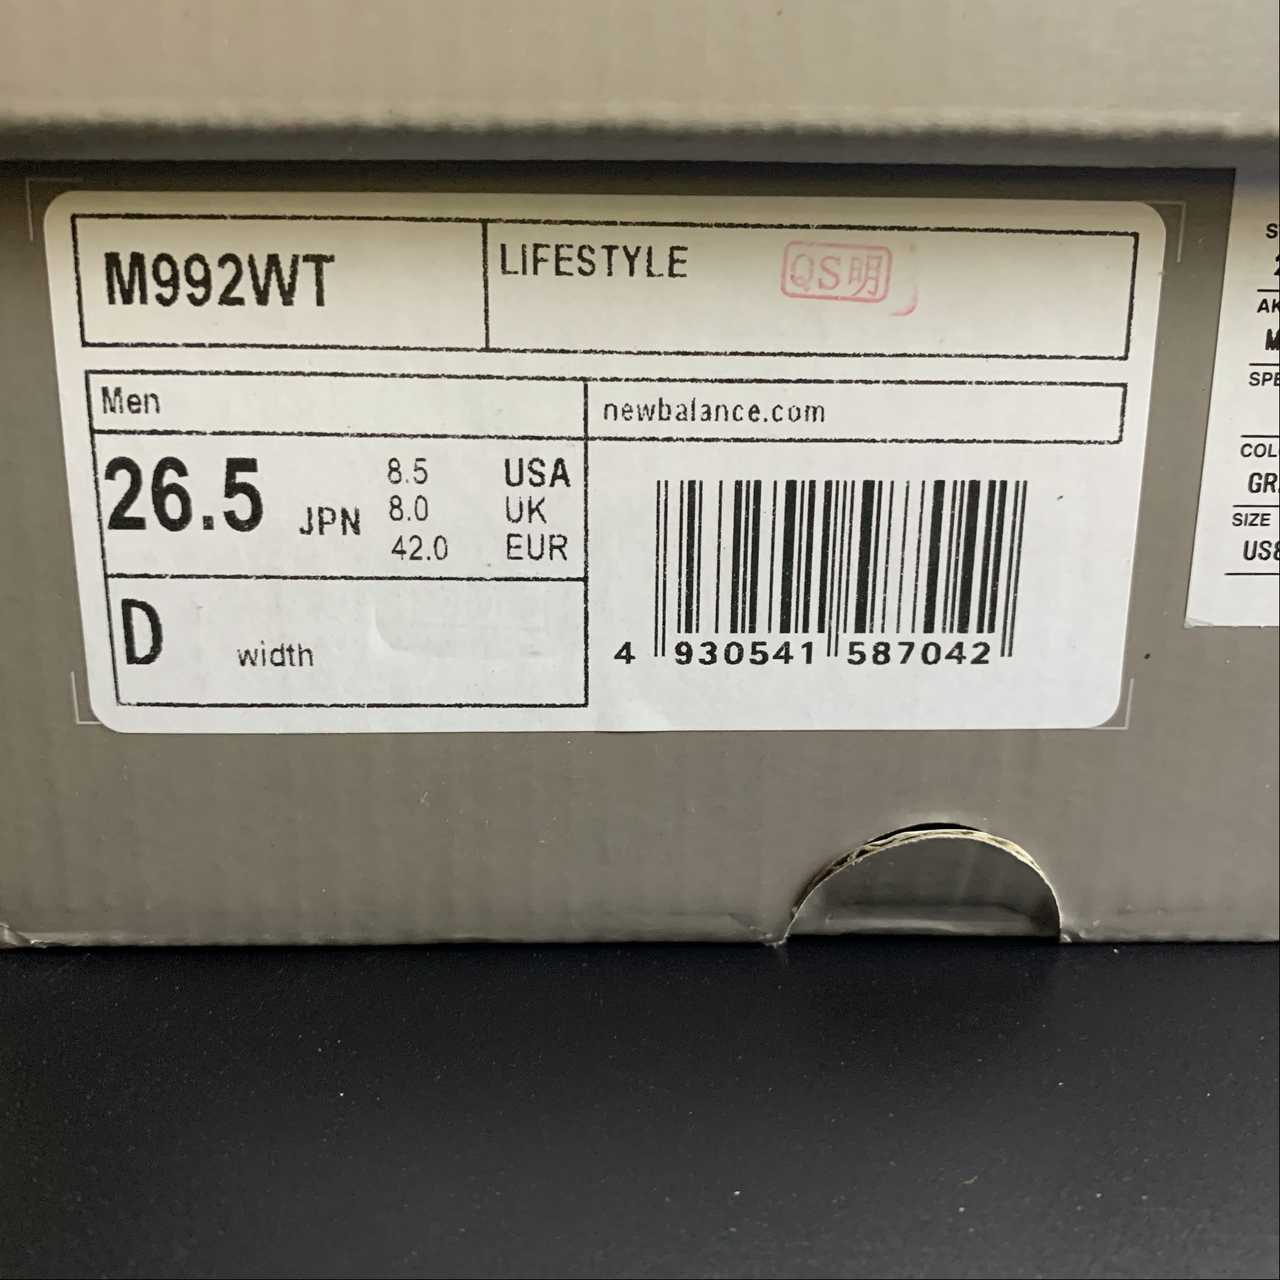 M992WT
LIFESTYLE
QS明
Men
newbalance.com
26.5 JPN
8.5 USA
8.0 UK
42.0 EUR
D width
4 930541 587042
SIZE